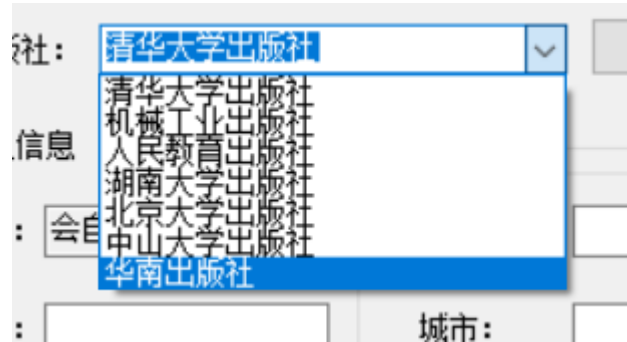 社： 清华大学出版社
清华大学出版社
机械工业出版社
信息 人民教育出版社
湖南大学出版社
： 会自 北京大学出版社
中山大学出版社
华南出版社
： 城市：